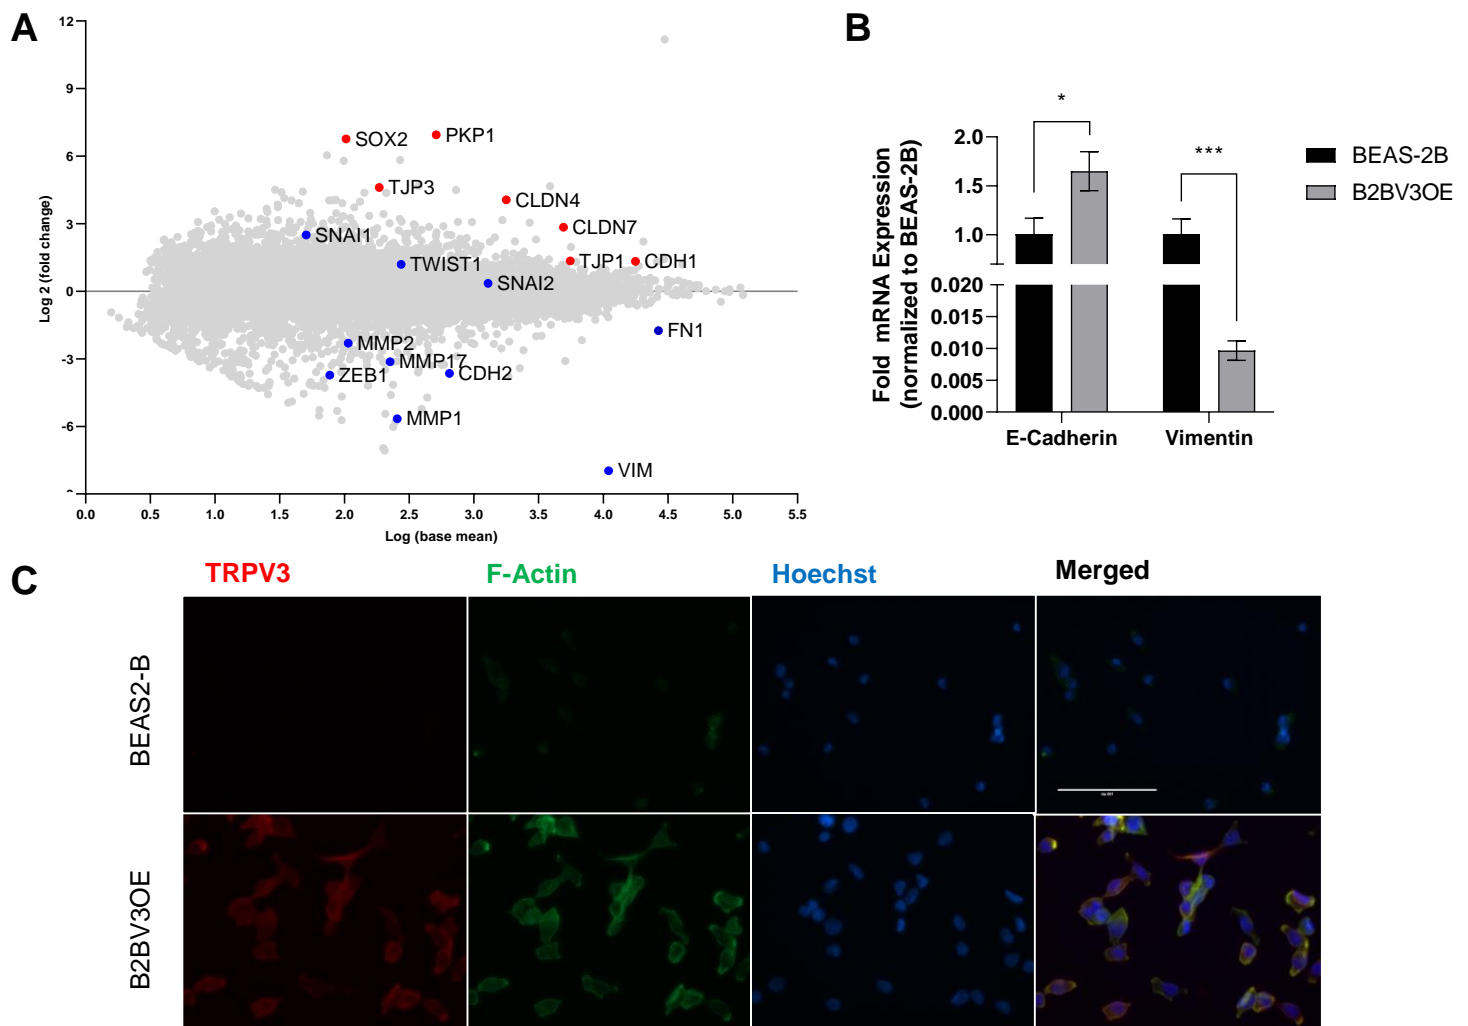 A
12
9
6
3
0
-3
-6
Log 2 (fold change)
SOX2
PKP1
TJP3
CLDN4
CLDN7
SNAI1
TWIST1
TJP1
CDH1
SNAI2
FN1
MMP2
MMP17
ZEB1
CDH2
MMP1
VIM
0.0 0.5 1.0 1.5 2.0 2.5 3.0 3.5 4.0 4.5 5.0 5.5
Log (base mean)
B
Fold mRNA Expression
(normalized to BEAS-2B)
2.0
1.5
1.0
0.020
0.015
0.010
0.005
0.000
*
***
E-Cadherin Vimentin
BEAS-2B
B2BV3OE
C
TRPV3 F-Actin Hoechst Merged
BEAS2-B
B2BV3OE